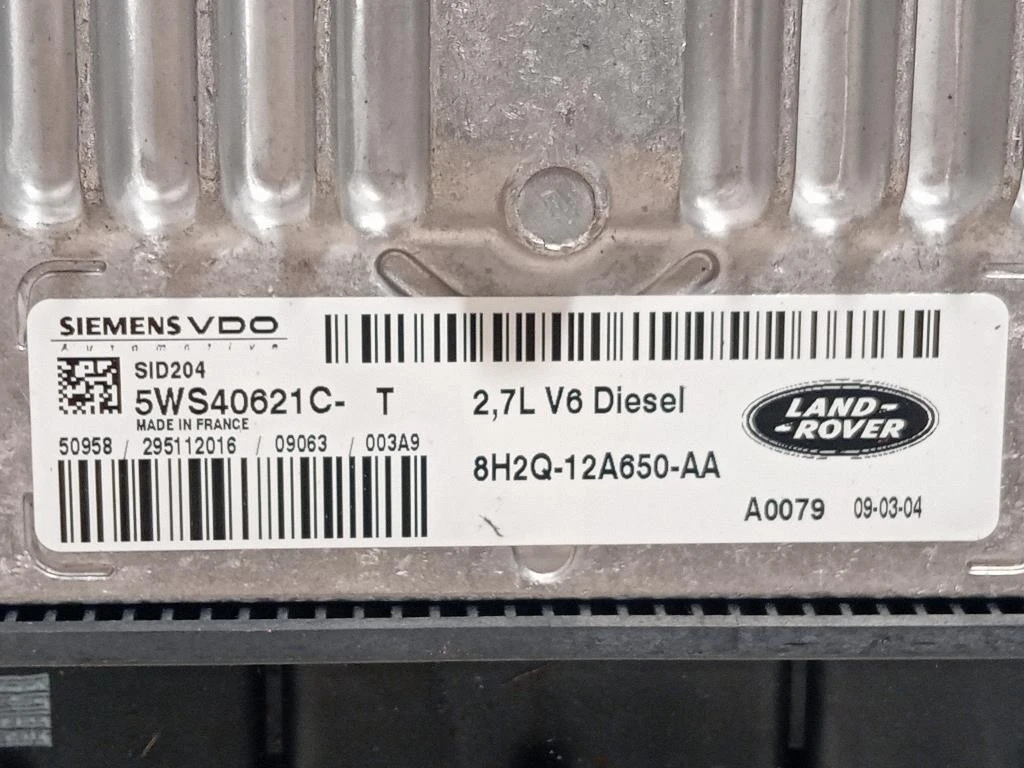 SIEMENS VDO
Automotive
SID204
5WS40621C- T
MADE IN FRANCE
50958 / 295112016 / 09063 / 003A9
2,7L V6 Diesel
8H2Q-12A650-AA
LAND-
-ROVER
A0079 09-03-04